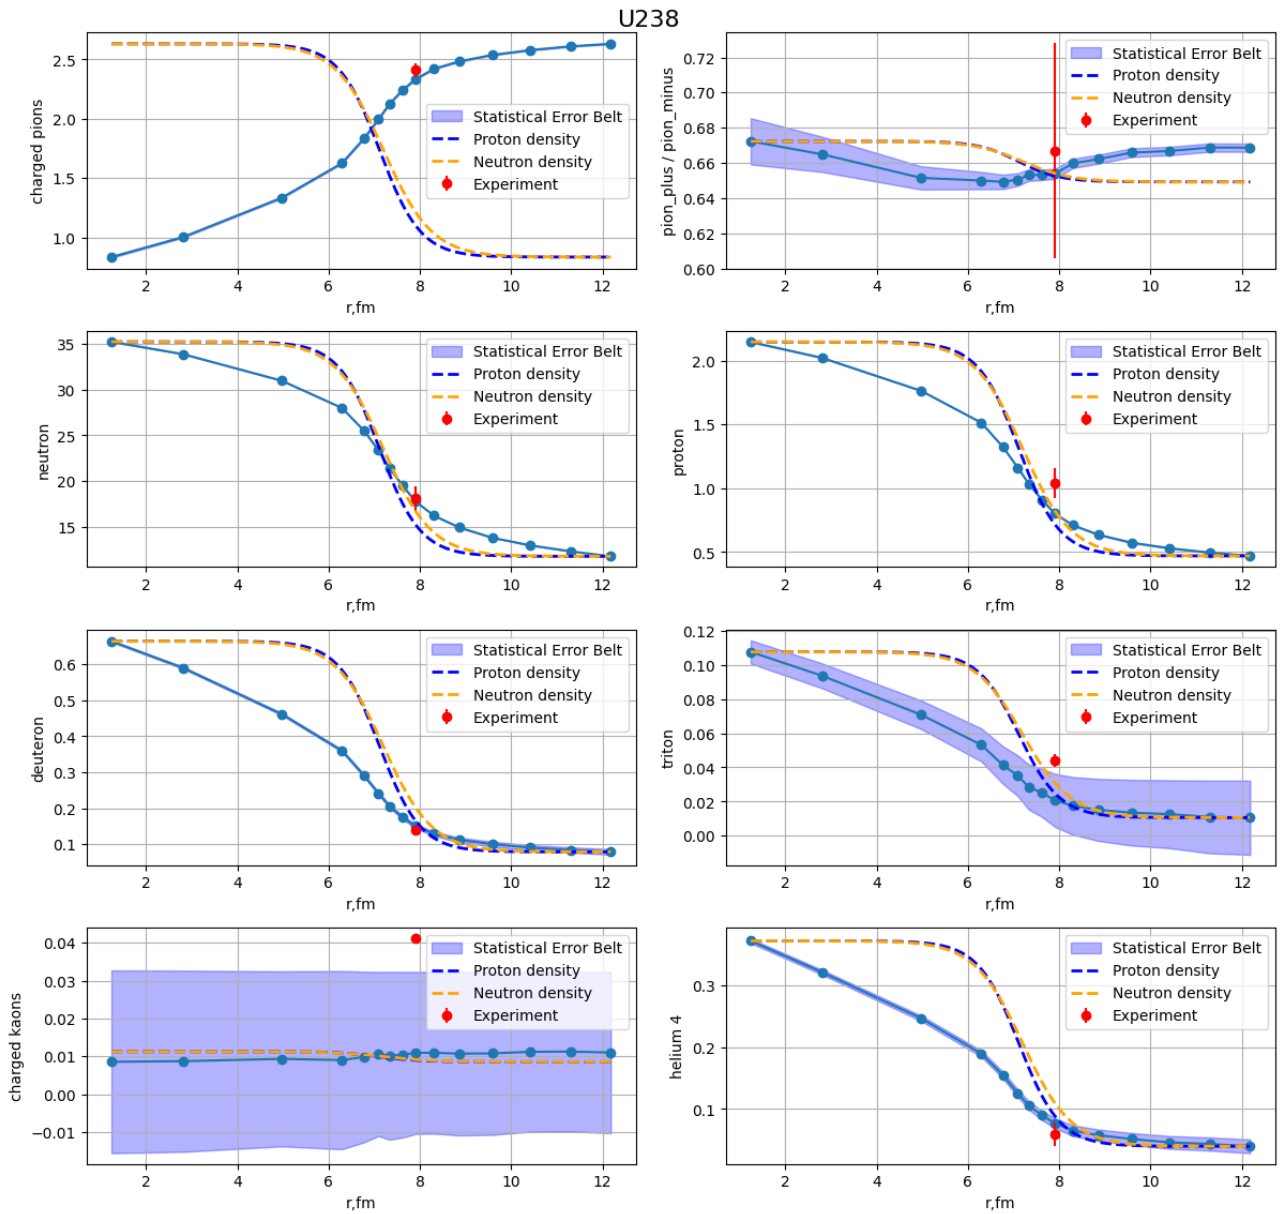 U238
charged pions
2.5
2.0
1.5
1.0
Statistical Error Belt
Proton density
Neutron density
Experiment
2 4 6 8 10 12
r,fm
pion_plus / pion_minus
0.72
0.70
0.68
0.66
0.64
0.62
0.60
Statistical Error Belt
Proton density
Neutron density
Experiment
2 4 6 8 10 12
r,fm
neutron
35
30
25
20
15
Statistical Error Belt
Proton density
Neutron density
Experiment
2 4 6 8 10 12
r,fm
proton
2.0
1.5
1.0
0.5
Statistical Error Belt
Proton density
Neutron density
Experiment
2 4 6 8 10 12
r,fm
deuteron
0.6
0.5
0.4
0.3
0.2
0.1
Statistical Error Belt
Proton density
Neutron density
Experiment
2 4 6 8 10 12
r,fm
triton
0.12
0.10
0.08
0.06
0.04
0.02
0.00
Statistical Error Belt
Proton density
Neutron density
Experiment
2 4 6 8 10 12
r,fm
charged kaons
0.04
0.03
0.02
0.01
0.00
−0.01
Statistical Error Belt
Proton density
Neutron density
Experiment
2 4 6 8 10 12
r,fm
helium 4
0.3
0.2
0.1
Statistical Error Belt
Proton density
Neutron density
Experiment
2 4 6 8 10 12
r,fm